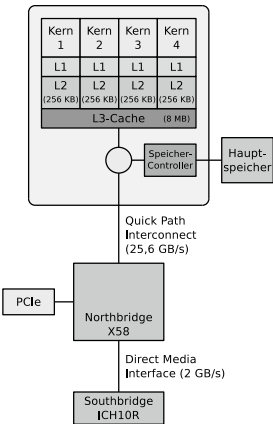 Kern Kern Kern Kern
1 2 3 4
L1 L1 L1 L1
L2 L2 L2 L2
(256 KB) (256 KB) (256 KB) (256 KB)
L3-Cache (8 MB)
Speicher-
Controller
Haupt-
speicher
Quick Path
Interconnect
(25,6 GB/s)
PCIe
Northbridge
X58
Direct Media
Interface (2 GB/s)
Southbridge
ICH10R